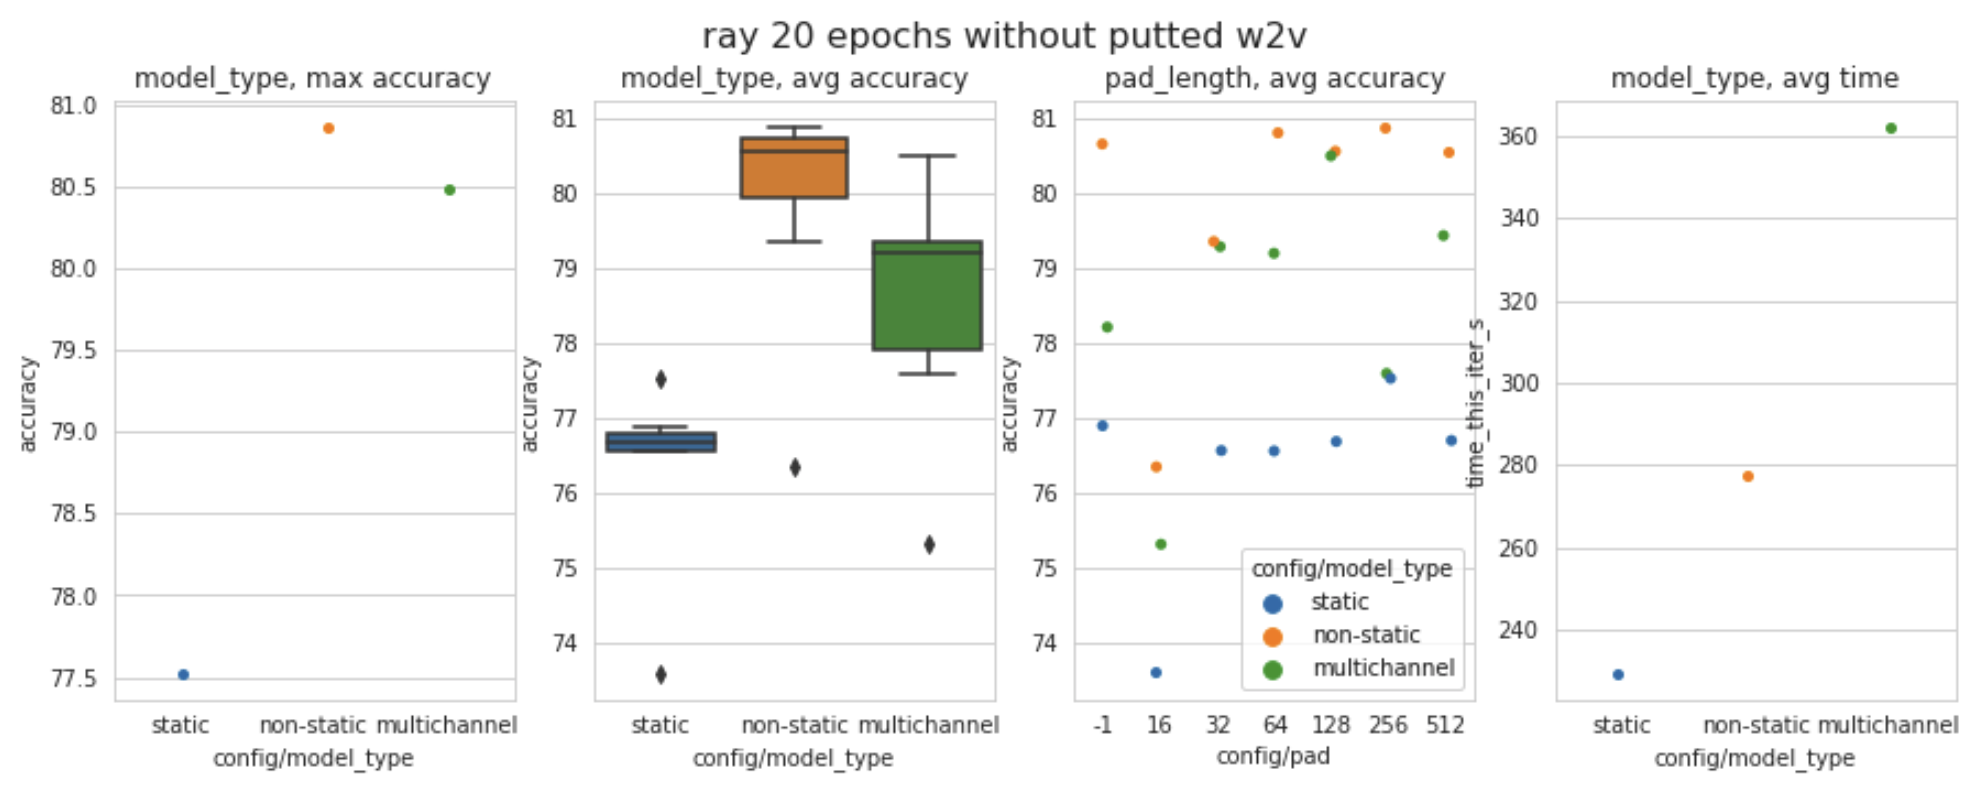 ray 20 epochs without putted w2v
model_type, max accuracy
81.0
80.5
80.0
79.5
79.0
78.5
78.0
77.5
accuracy
static
non-static
multichannel
config/model_type
model_type, avg accuracy
81
80
79
78
77
76
75
74
accuracy
static
non-static
multichannel
config/model_type
pad_length, avg accuracy
81
80
79
78
77
76
75
74
accuracy
config/model_type
static
non-static
multichannel
-1
16
32
64
128
256
512
config/pad
model_type, avg time
360
340
320
300
280
260
240
time_this_iter_s
static
non-static
multichannel
config/model_type